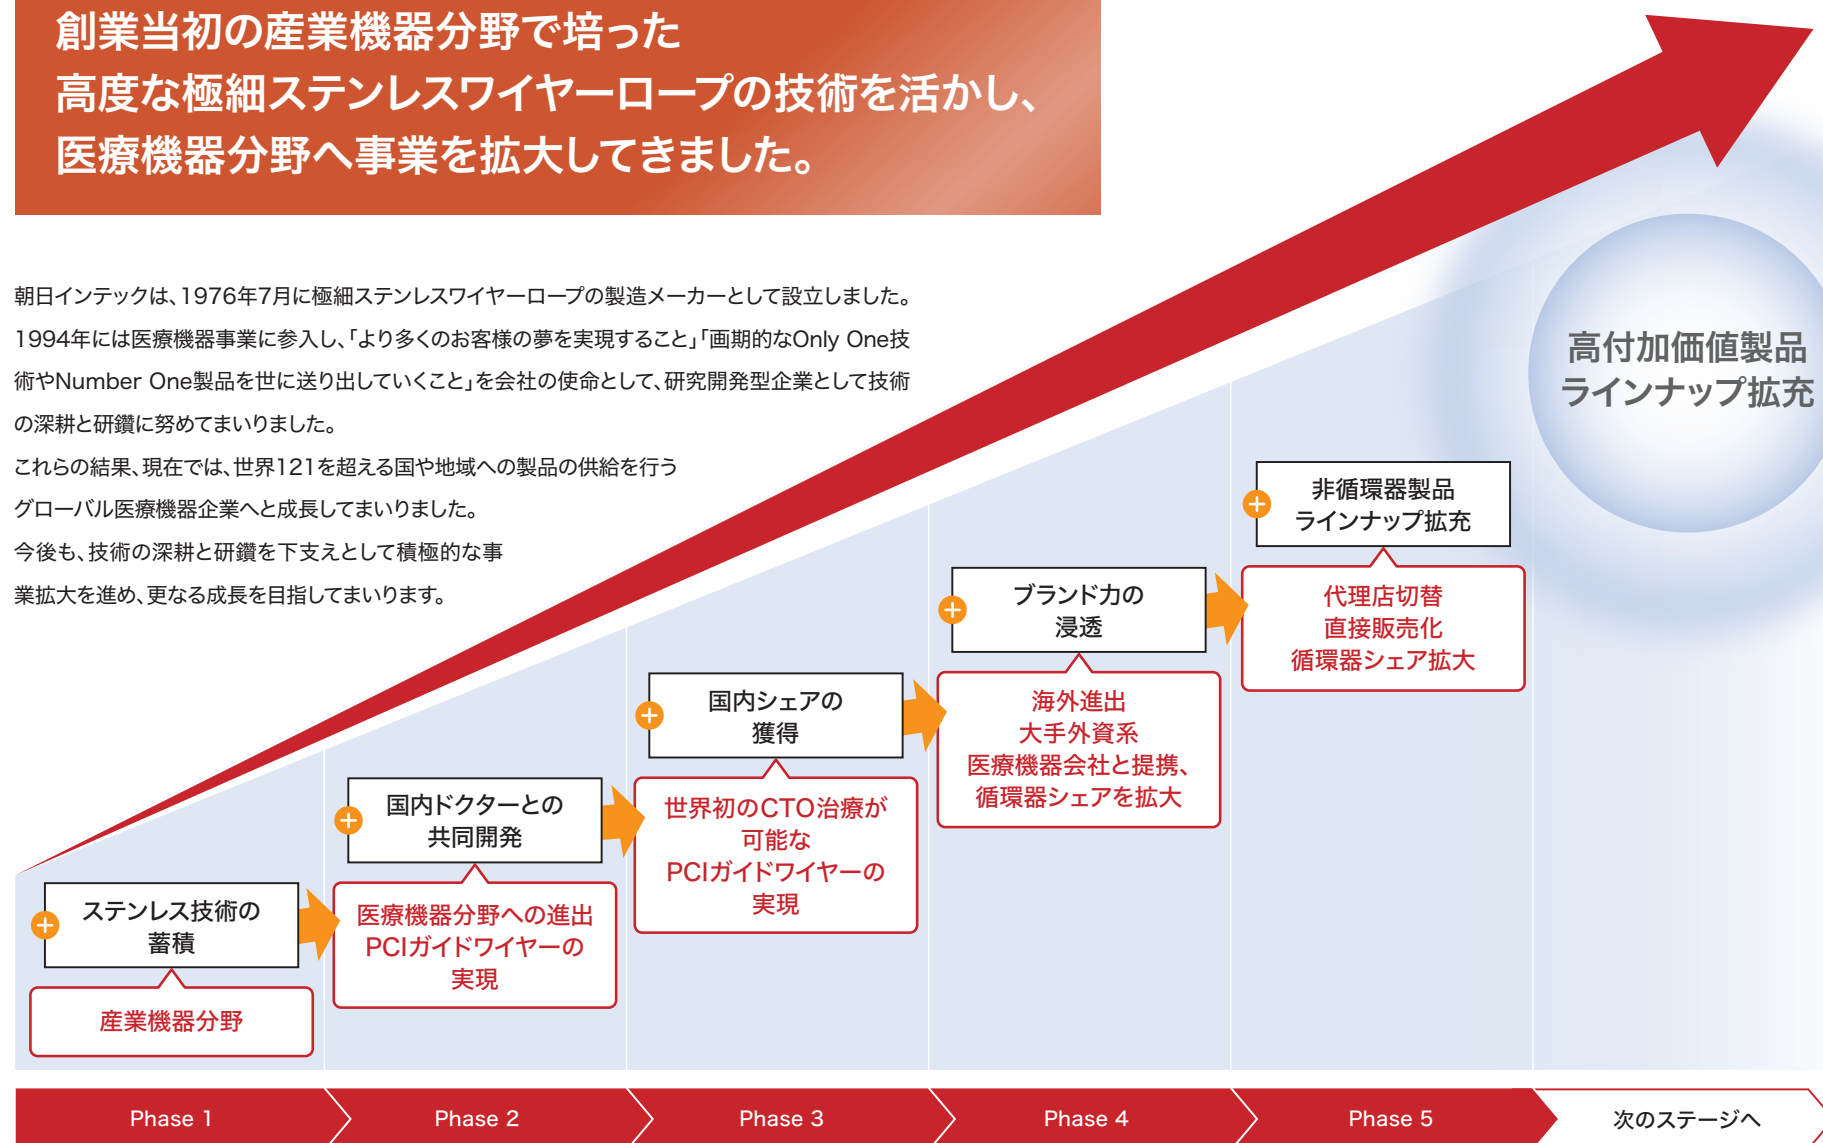 創業当初の産業機器分野で培った
高度な極細ステンレスワイヤーロープの技術を活かし、
医療機器分野へ事業を拡大してきました。
朝日インテックは、1976年7月に極細ステンレスワイヤーロープの製造メーカーとして設立しました。
1994年には医療機器事業に参入し、「より多くのお客様の夢を実現すること」「画期的なOnly One技
術やNumber One製品を世に送り出していくこと」を会社の使命として、研究開発型企業として技術
の深耕と研鑽に努めてまいりました。
これらの結果、現在では、世界121を超える国や地域への製品の供給を行う
グローバル医療機器企業へと成長してまいりました。
今後も、技術の深耕と研鑽を下支えとして積極的な事
業拡大を進め、更なる成長を目指してまいります。
ステンレス技術の
蓄積
産業機器分野
国内ドクターとの
共同開発
医療機器分野への進出
PCIガイドワイヤーの
実現
国内シェアの
獲得
世界初のCTO治療が
可能な
PCIガイドワイヤーの
実現
ブランド力の
浸透
海外進出
大手外資系
医療機器会社と提携、
循環器シェアを拡大
非循環器製品
ラインナップ拡充
代理店切替
直接販売化
循環器シェア拡大
高付加価値製品
ラインナップ拡充
Phase 1
Phase 2
Phase 3
Phase 4
Phase 5
次のステージへ